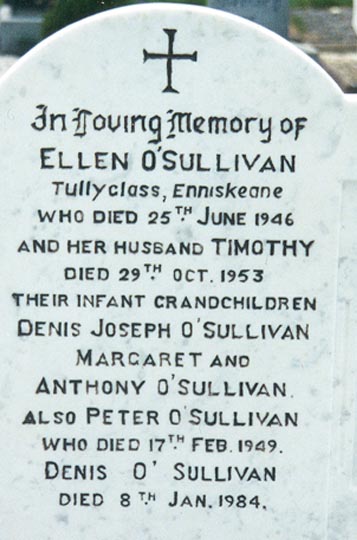 In Loving Memory of
ELLEN O'SULLIVAN
Tullyclass, Enniskeane
WHO DIED 25TH JUNE 1946
AND HER HUSBAND TIMOTHY
DIED 29TH OCT. 1953
THEIR INFANT GRANDCHILDREN
DENIS JOSEPH O'SULLIVAN
MARGARET AND
ANTHONY O'SULLIVAN.
ALSO PETER O'SULLIVAN
WHO DIED 17TH FEB. 1949.
DENIS O' SULLIVAN
DIED 8TH JAN. 1984.